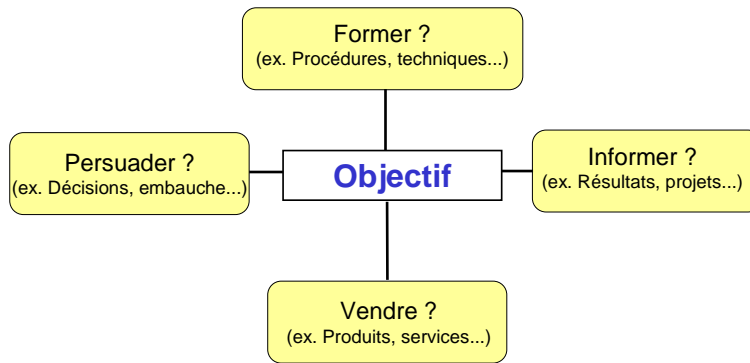 Former ?
(ex. Procédures, techniques...)
Persuader ?
(ex. Décisions, embauche...)
Objectif
Informer ?
(ex. Résultats, projets...)
Vendre ?
(ex. Produits, services...)